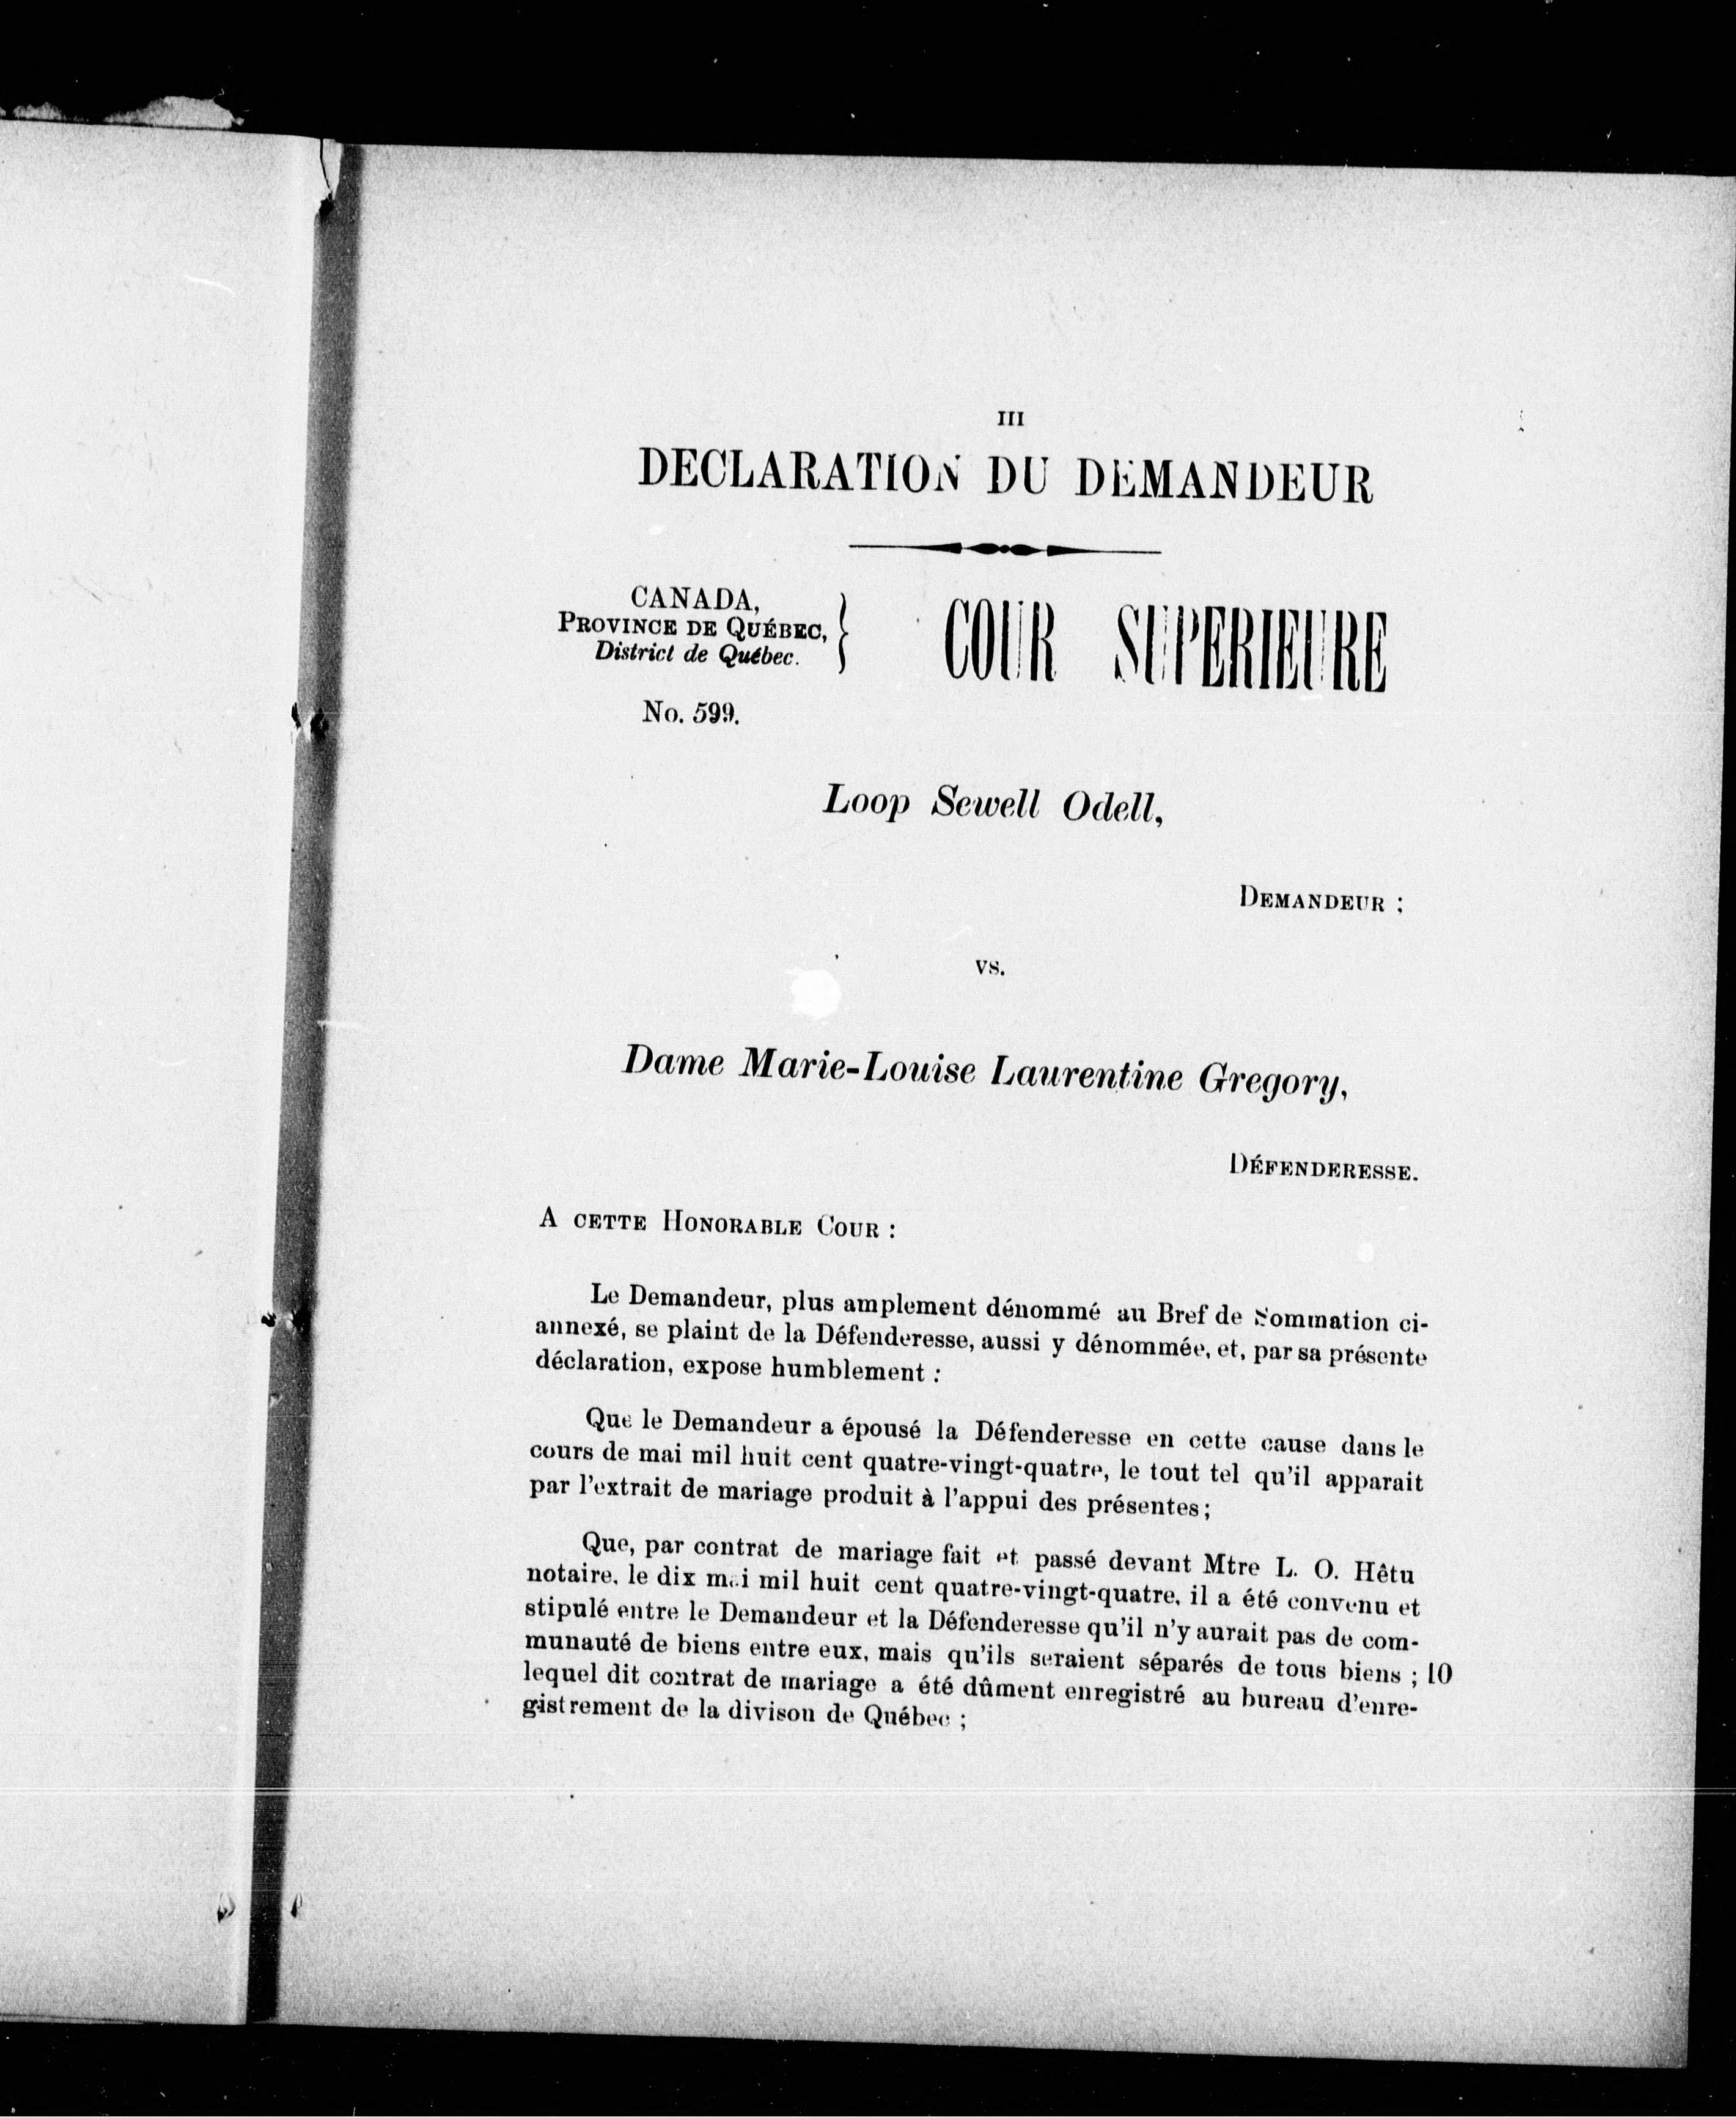 III
DECLARATION DU DEMANDEUR
CANADA,
PROVINCE DE QUÉBEC,
District de Québec.
COUR SUPERIEURE
No. 599.
Loop Sewell Odell,
DEMANDEUR ;
vs.
Dame Marie-Louise Laurentine Gregory,
DÉFENDERESSE.
A CETTE HONORABLE COUR :
Le Demandeur, plus amplement dénommé au Bref de Sommation ci-
annexé, se plaint de la Défenderesse, aussi y dénommée, et, par sa présente
déclaration, expose humblement :
Que le Demandeur a épousé la Défenderesse en cette cause dans le
cours de mai mil huit cent quatre-vingt-quatre, le tout tel qu'il apparait
par l'extrait de mariage produit à l'appui des présentes ;
Que, par contrat de mariage fait et passé devant Mtre L. O. Hêtu
notaire, le dix mai mil huit cent quatre-vingt-quatre, il a été convenu et
stipulé entre le Demandeur et la Défenderesse qu'il n'y aurait pas de com-
munauté de biens entre eux, mais qu'ils seraient séparés de tous biens ; 10
lequel dit contrat de mariage a été dûment enregistré au bureau d'enre-
gistrement de la divison de Québec ;